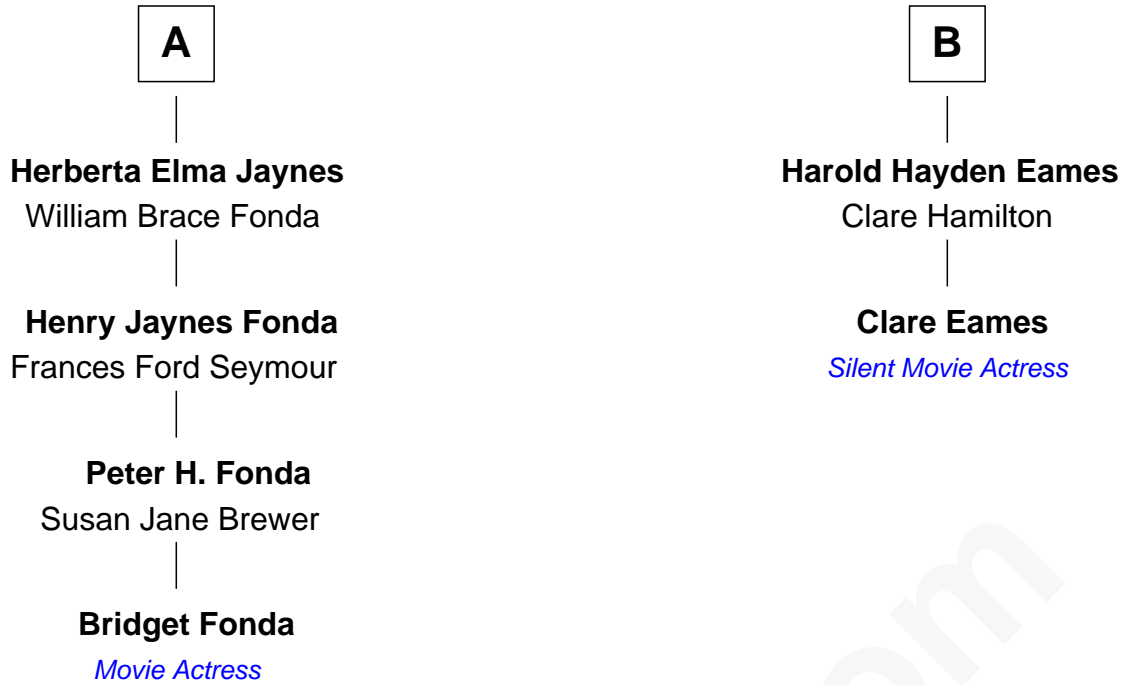 A
Herberta Elma Jaynes
William Brace Fonda
Henry Jaynes Fonda
Frances Ford Seymour
Peter H. Fonda
Susan Jane Brewer
Bridget Fonda
Movie Actress
B
Harold Hayden Eames
Clare Hamilton
Clare Eames
Silent Movie Actress
om